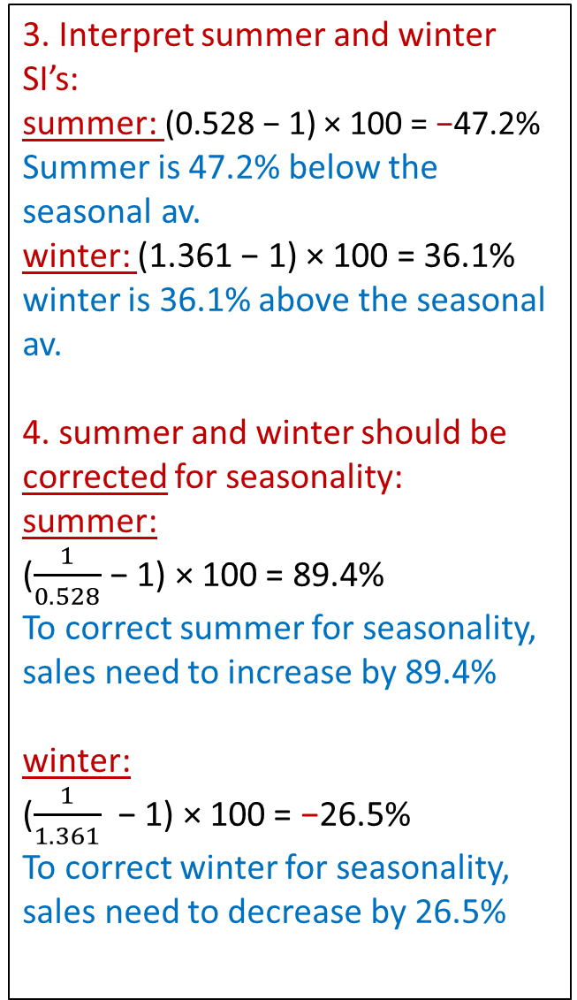 3. Interpret summer and winter
SI’s:
summer: (0.528 − 1) × 100 = −47.2%
Summer is 47.2% below the
seasonal av.
winter: (1.361 − 1) × 100 = 36.1%
winter is 36.1% above the seasonal
av.
4. summer and winter should be
corrected for seasonality:
summer:
(1/0.528 − 1) × 100 = 89.4%
To correct summer for seasonality,
sales need to increase by 89.4%
winter:
(1/1.361 − 1) × 100 = −26.5%
To correct winter for seasonality,
sales need to decrease by 26.5%